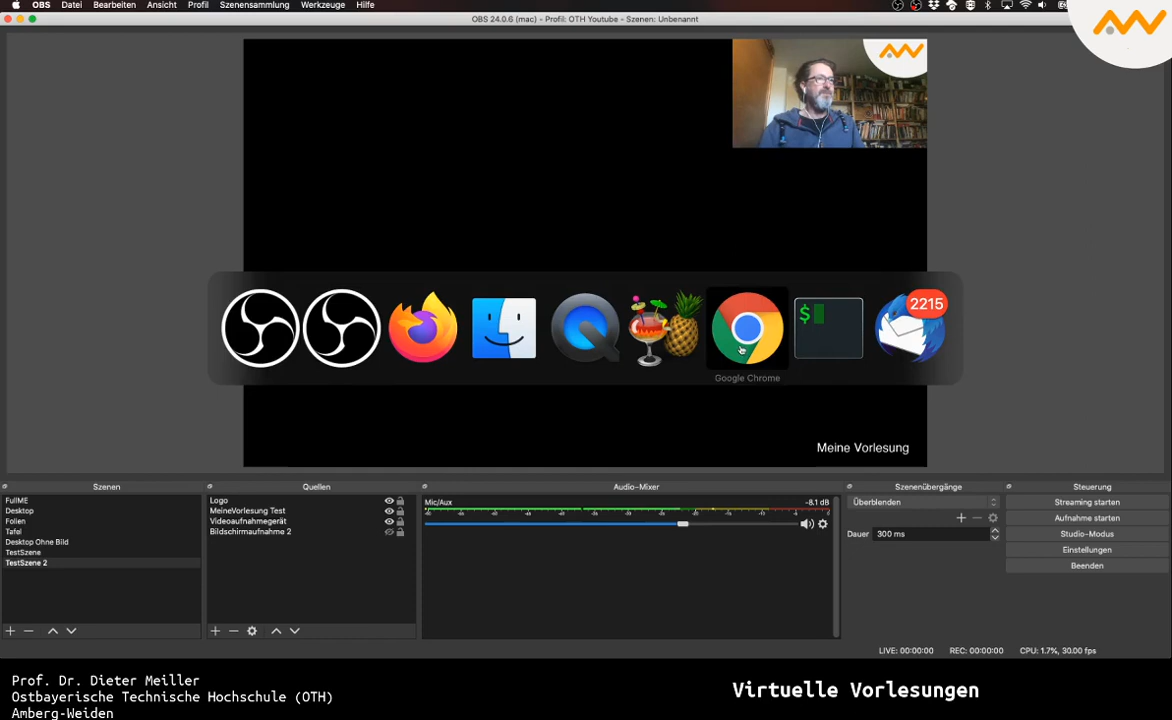 OBS Datei Bearbeiten Ansicht Profil Szenensammlung Werkzeuge Hilfe
OBS 24.0.6 (mac) - Profil: OTH Youtube - Szenen: Unbenannt
2215
$
Google Chrome
Meine Vorlesung
Szenen
FullME
Desktop
Folien
Tafel
Desktop Ohne Bild
TestSzene
TestSzene 2
Quellen
Logo
MeineVorlesung Test
Videoaufnahmegerät
Bildschirmaufnahme 2
Audio-Mixer
Mic/Aux -8.1 dB
Szenenübergänge
Überblenden
Dauer 300 ms
Steuerung
Streaming starten
Aufnahme starten
Studio-Modus
Einstellungen
Beenden
LIVE: 00:00:00 REC: 00:00:00 CPU: 1.7%, 30.00 fps
Prof. Dr. Dieter Meiller
Ostbayerische Technische Hochschule (OTH)
Amberg-Weiden
Virtuelle Vorlesungen